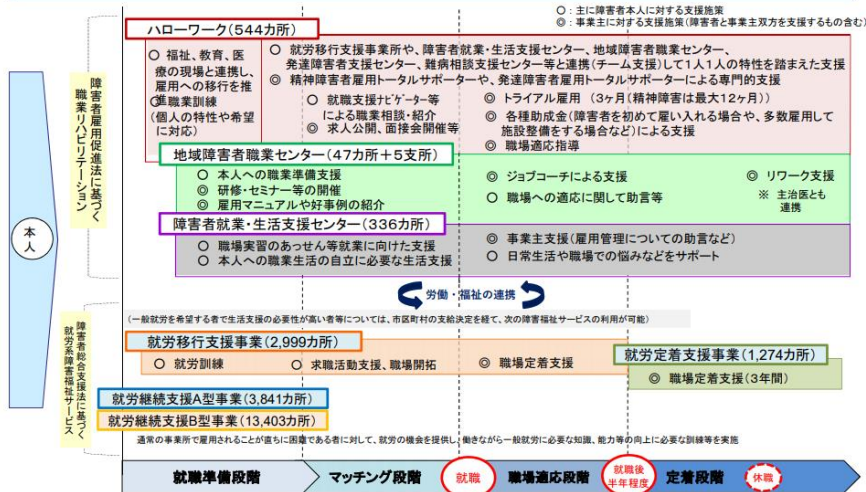 ○ : 主に障害者本人に対する支援施策
◎ : 事業主に対する支援施策(障害者と事業主双方を支援するもの含む)
ハローワーク(544カ所)
○ 福祉、教育、医
療の現場と連携し、
雇用への移行を推
進
◎職業訓練
(個人の特性や希望
に対応)
○ 就労移行支援事業所や、障害者就業・生活支援センター、地域障害者職業センター、
発達障害者支援センター、難病相談支援センター等と連携(チーム支援)して1人1人の特性を踏まえた支援
◎ 精神障害者雇用トータルサポーターや、発達障害者雇用トータルサポーターによる専門的支援
○ 就職支援ナビゲーター等
による職業相談・紹介
◎ 求人公開、面接会開催等
◎ トライアル雇用 (3ヶ月(精神障害は最大12ヶ月))
◎ 各種助成金(障害者を初めて雇い入れる場合や、多数雇用して
施設整備をする場合など)による支援
◎ 職場適応指導
障害者雇用促進法に基づく
職業リハビリテーション
地域障害者職業センター(47カ所+5支所)
○ 本人への職業準備支援
◎ 研修・セミナー等の開催
◎ 雇用マニュアルや好事例の紹介
◎ ジョブコーチによる支援
○ 職場への適応に関して助言等
◎ リワーク支援
※ 主治医とも
連携
障害者就業・生活支援センター(336カ所)
○ 職場実習のあっせん等就業に向けた支援
○ 本人への職業生活の自立に必要な生活支援
◎ 事業主支援(雇用管理についての助言など)
○ 日常生活や職場での悩みなどをサポート
本人
労働・福祉の連携
(一般就労を希望する者で生活支援の必要性が高い者等については、市区町村の支給決定を経て、次の障害福祉サービスの利用が可能)
障害者総合支援法に基づく
就労系障害福祉サービス
就労移行支援事業(2,999カ所)
○ 就労訓練
○ 求職活動支援、職場開拓
◎ 職場定着支援
就労定着支援事業(1,274カ所)
◎ 職場定着支援(3年間)
就労継続支援A型事業(3,841カ所)
就労継続支援B型事業(13,403カ所)
通常の事業所で雇用されることが直ちに困難である者に対して、就労の機会を提供し、働きながら一般就労に必要な知識、能力等の向上に必要な訓練等を実施
就職準備段階
マッチング段階
就職
職場適応段階
就職後
半年程度
定着段階
休職